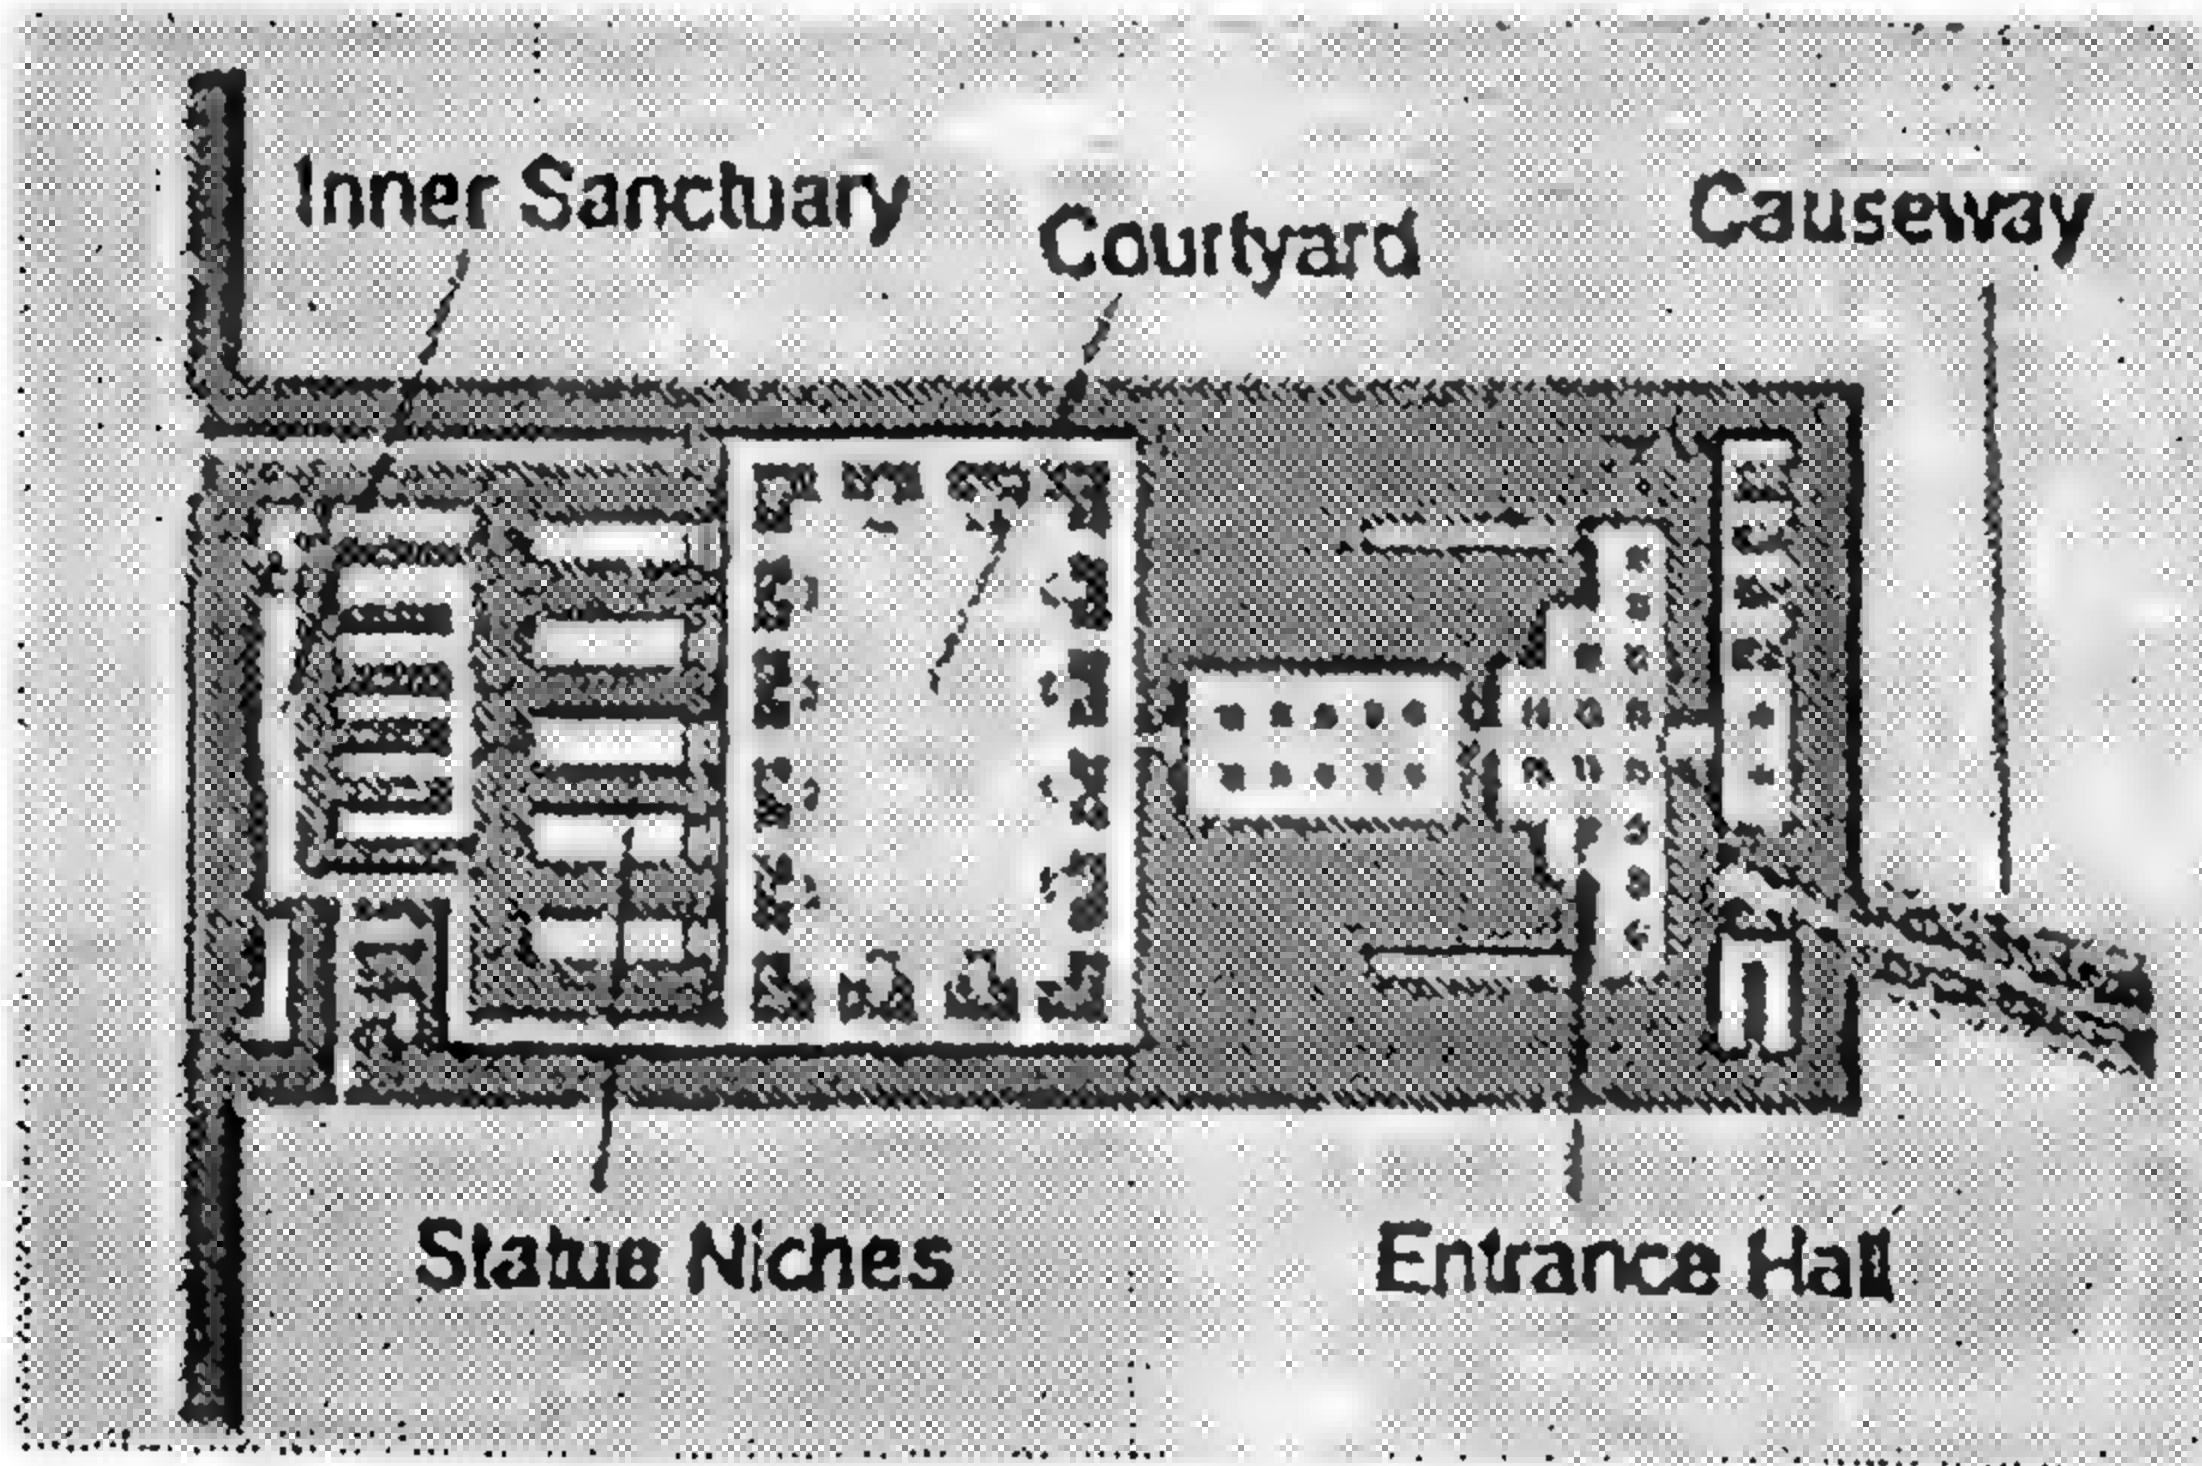 Inner Sanctuary
Courtyard
Causeway
Statue Niches
Entrance Hall